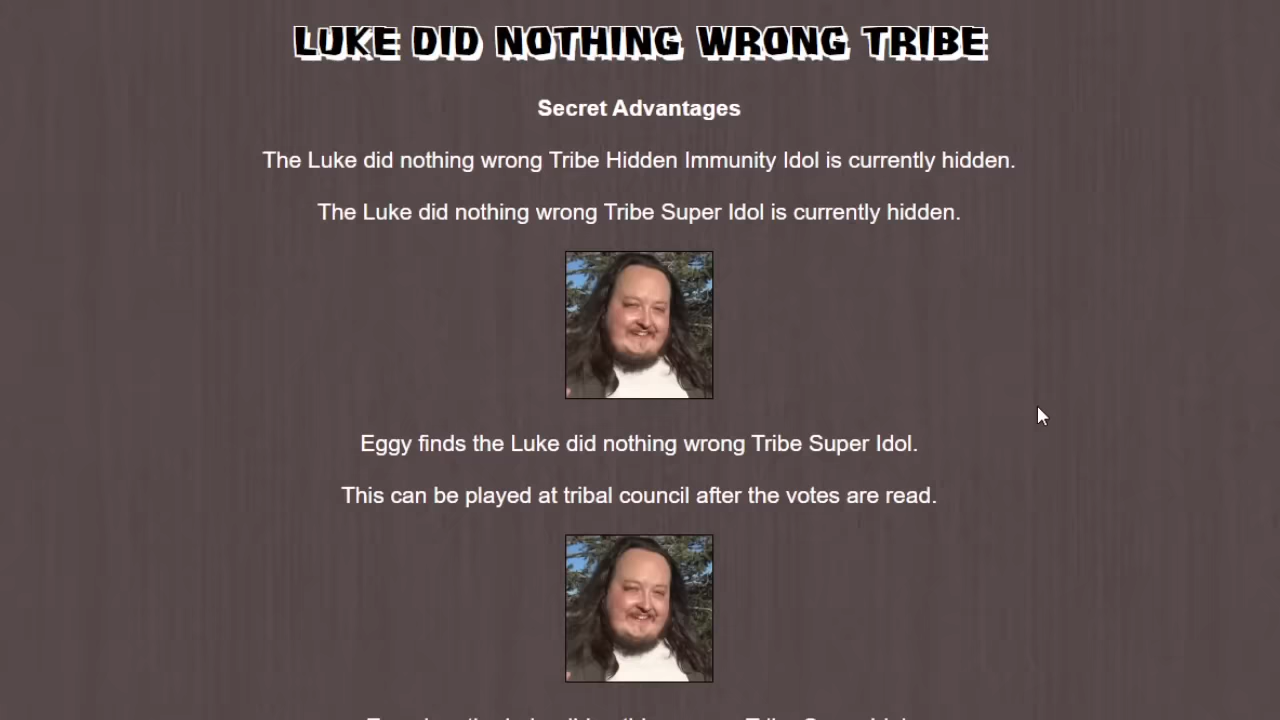 LUKE DID NOTHING WRONG TRIBE
Secret Advantages
The Luke did nothing wrong Tribe Hidden Immunity Idol is currently hidden.
The Luke did nothing wrong Tribe Super Idol is currently hidden.
Eggy finds the Luke did nothing wrong Tribe Super Idol.
This can be played at tribal council after the votes are read.